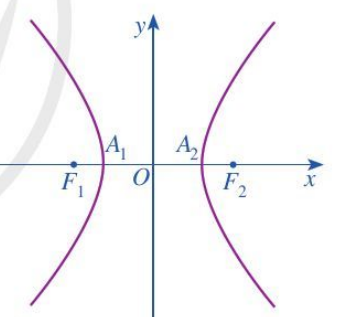 y
A₁ A₂
F₁ O F₂ x